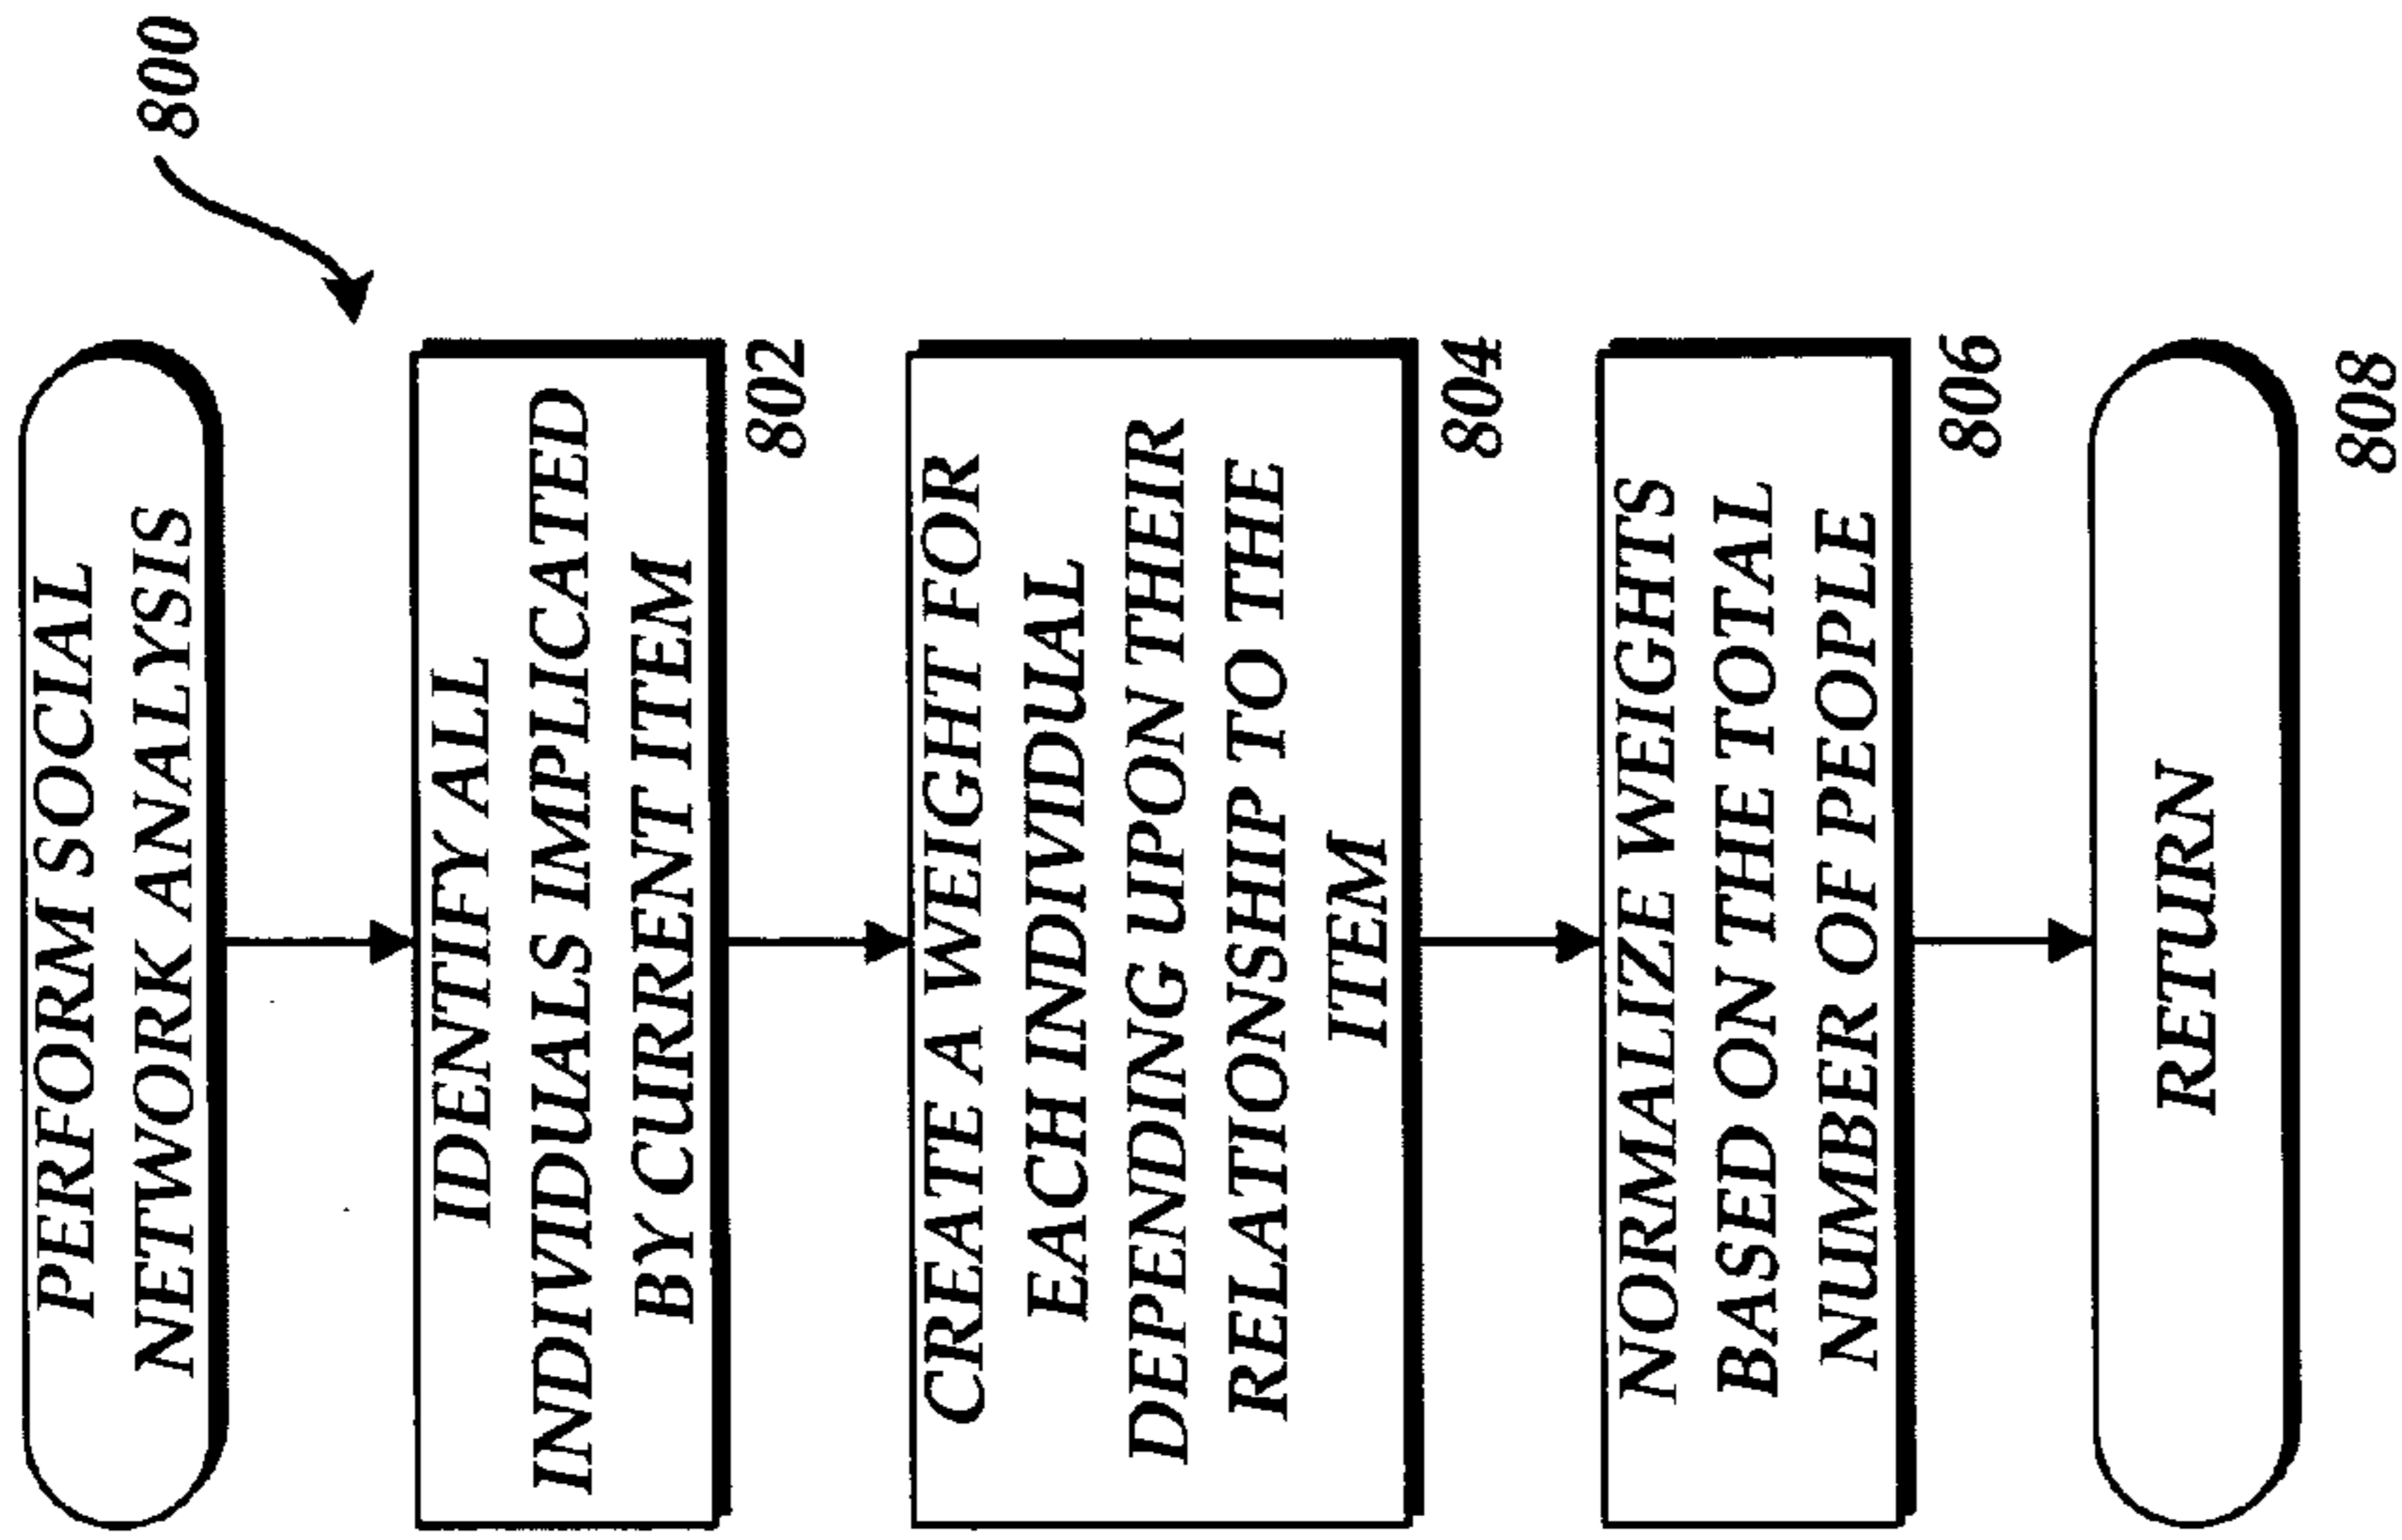 800
PERFORM SOCIAL
NETWORK ANALYSIS
IDENTIFY ALL
INDIVIDUALS IMPLICATED
BY CURRENT ITEM
802
CREATE A WEIGHT FOR
EACH INDIVIDUAL
DEPENDING UPON THEIR
RELATIONSHIP TO THE
ITEM
804
NORMALIZE WEIGHTS
BASED ON THE TOTAL
NUMBER OF PEOPLE
806
RETURN
808